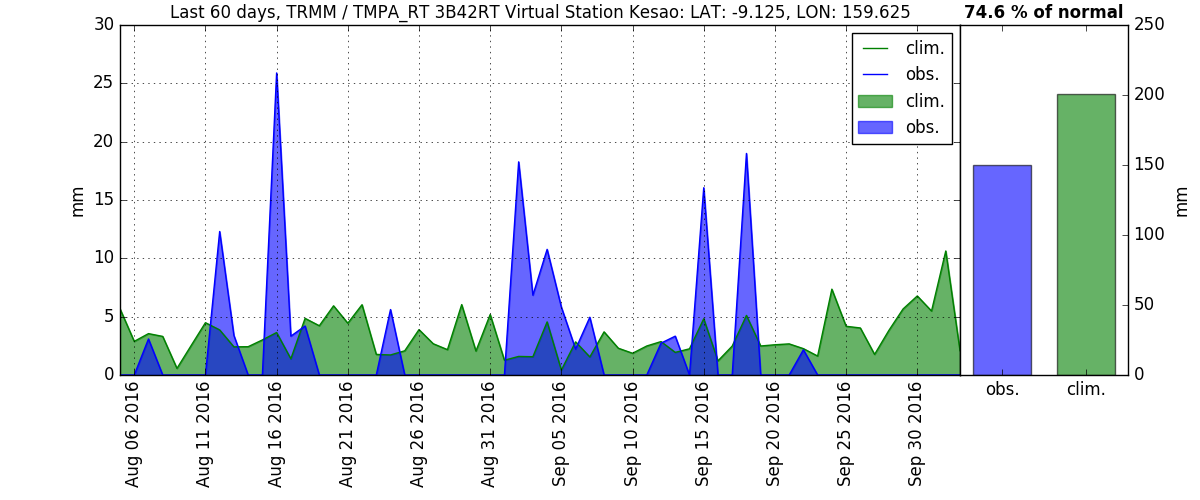 Last 60 days, TRMM / TMPA_RT 3B42RT Virtual Station Kesao: LAT: -9.125, LON: 159.625
74.6 % of normal
30
25
20
15
10
5
0
mm
clim.
obs.
clim.
obs.
Aug 06 2016
Aug 11 2016
Aug 16 2016
Aug 21 2016
Aug 26 2016
Aug 31 2016
Sep 05 2016
Sep 10 2016
Sep 15 2016
Sep 20 2016
Sep 25 2016
Sep 30 2016
250
200
150
100
50
0
mm
obs.
clim.